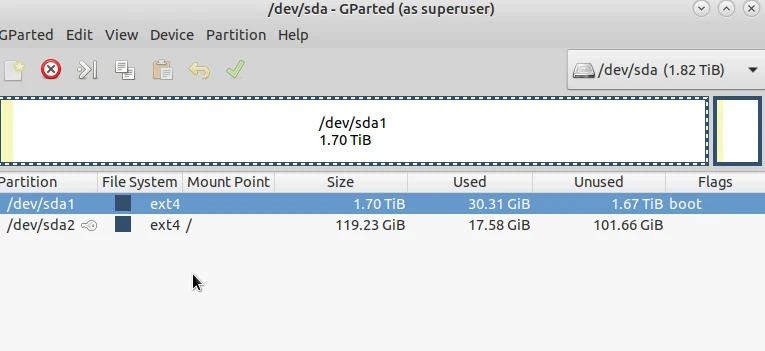 /dev/sda - GParted (as superuser)
GParted Edit View Device Partition Help
/dev/sda (1.82 TiB)
/dev/sda1
1.70 TiB
Partition File System Mount Point Size Used Unused Flags
/dev/sda1 ext4 1.70 TiB 30.31 GiB 1.67 TiB boot
/dev/sda2 ext4 / 119.23 GiB 17.58 GiB 101.66 GiB